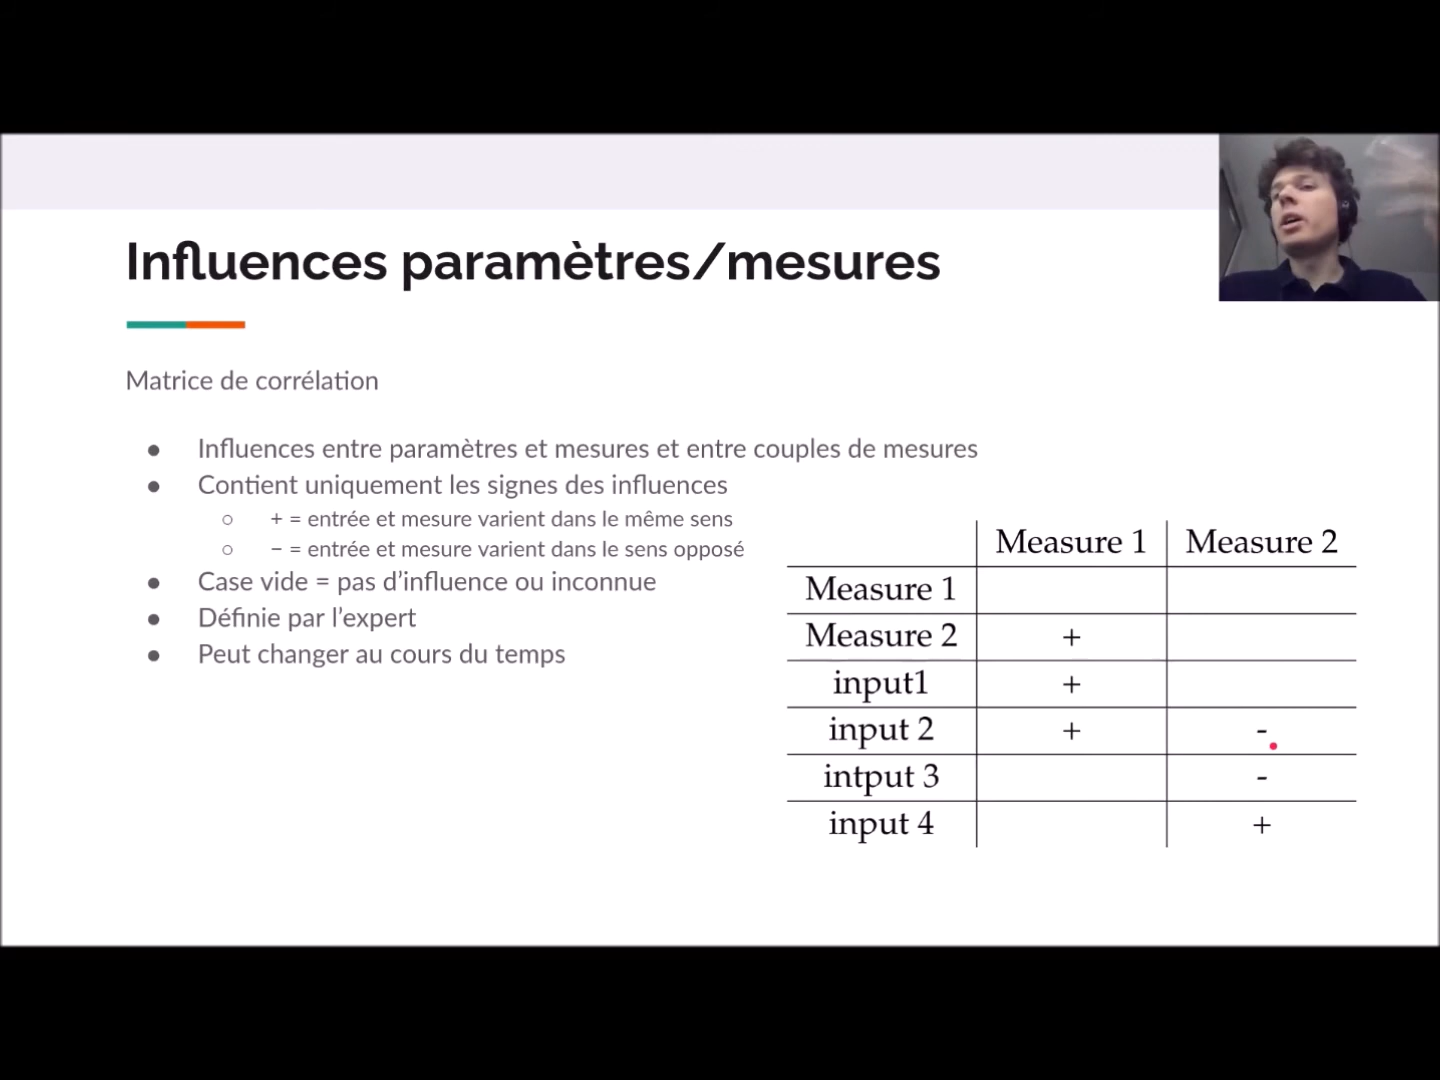 Influences paramètres/mesures
Matrice de corrélation
● Influences entre paramètres et mesures et entre couples de mesures
● Contient uniquement les signes des influences
○ + = entrée et mesure varient dans le même sens
○ − = entrée et mesure varient dans le sens opposé
● Case vide = pas d’influence ou inconnue
● Définie par l’expert
● Peut changer au cours du temps
Measure 1 Measure 2
Measure 1
Measure 2 +
input1 +
input 2 + -
intput 3 -
input 4 +